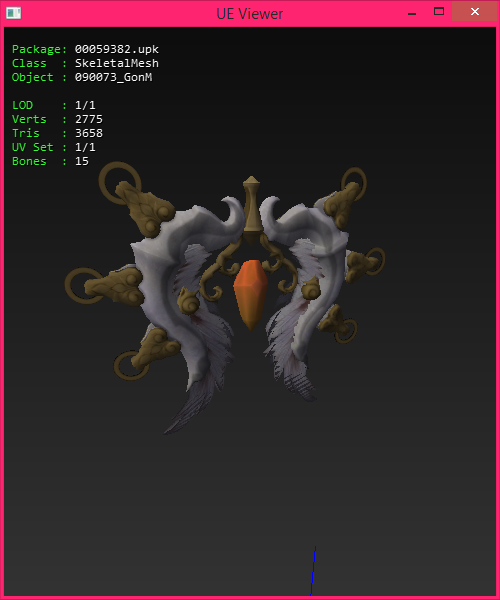 UE Viewer
Package: 00059382.upk
Class : SkeletalMesh
Object : 090073_GonM
LOD : 1/1
Verts : 2775
Tris : 3658
UV Set : 1/1
Bones : 15